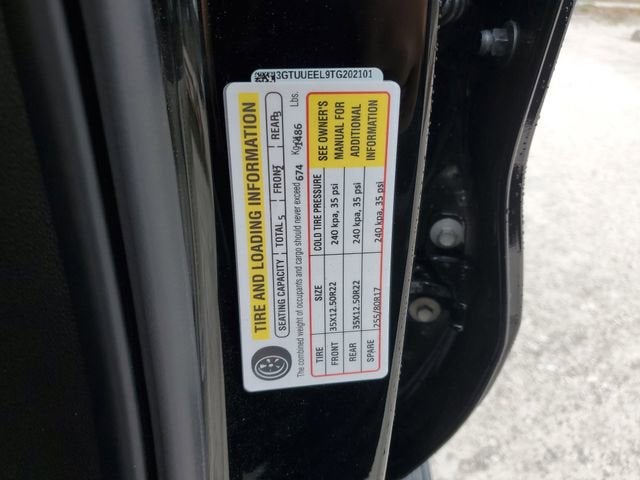 3GTUUEEL9TG202101
TIRE AND LOADING INFORMATION
SEATING CAPACITY TOTAL 5 FRONT 2 REAR 3
The combined weight of occupants and cargo should never exceed 674 Kg or 1486 Lbs.
TIRE SIZE COLD TIRE PRESSURE SEE OWNER'S MANUAL FOR ADDITIONAL INFORMATION
FRONT 35X12.50R22 240 kpa, 35 psi
REAR 35X12.50R22 240 kpa, 35 psi
SPARE 255/80R17 240 kpa, 35 psi